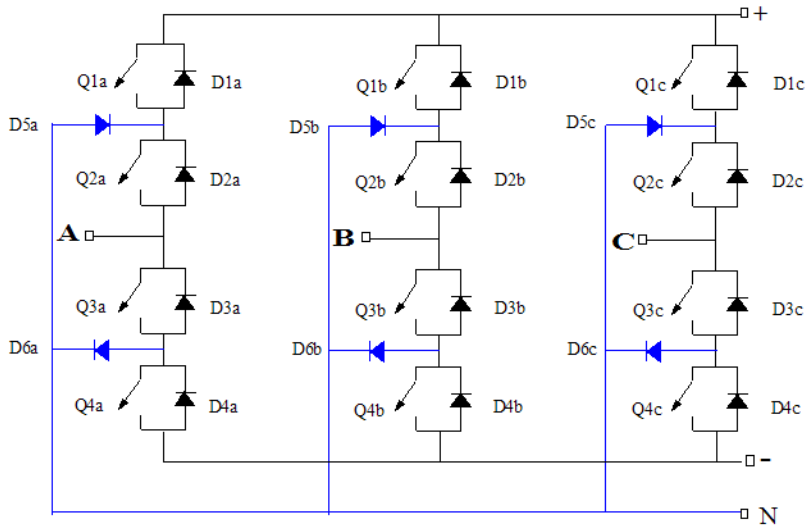 +
Q1a D1a Q1b D1b Q1c D1c
D5a D5b D5c
Q2a D2a Q2b D2b Q2c D2c
A B C
Q3a D3a Q3b D3b Q3c D3c
D6a D6b D6c
Q4a D4a Q4b D4b Q4c D4c
-
N